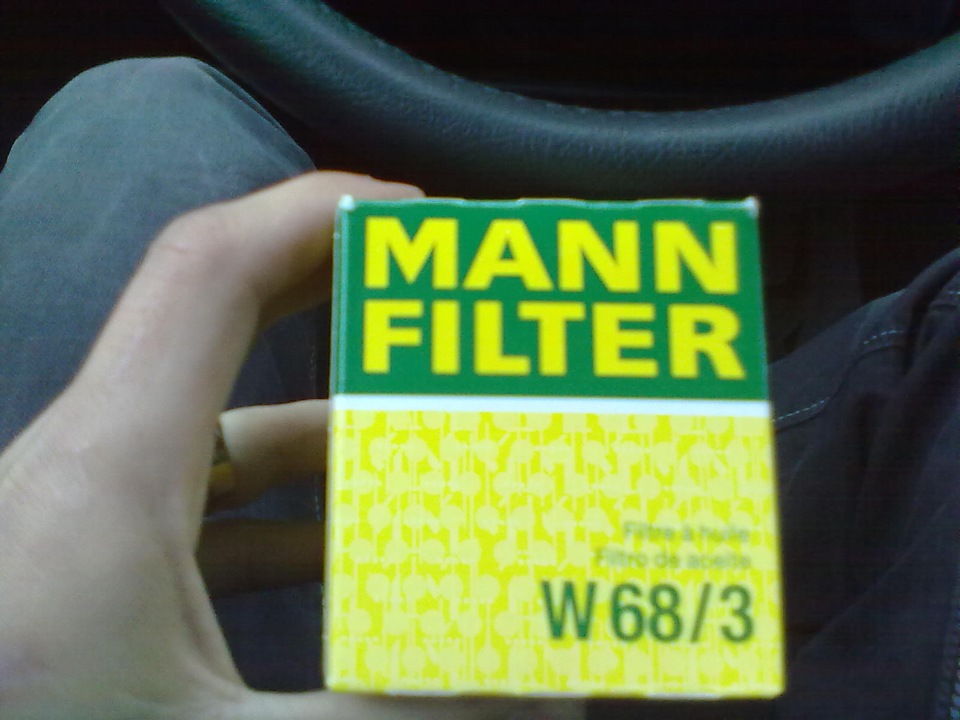 MANN
FILTER
Filtre à huile
Filtro de aceite
W 68/3